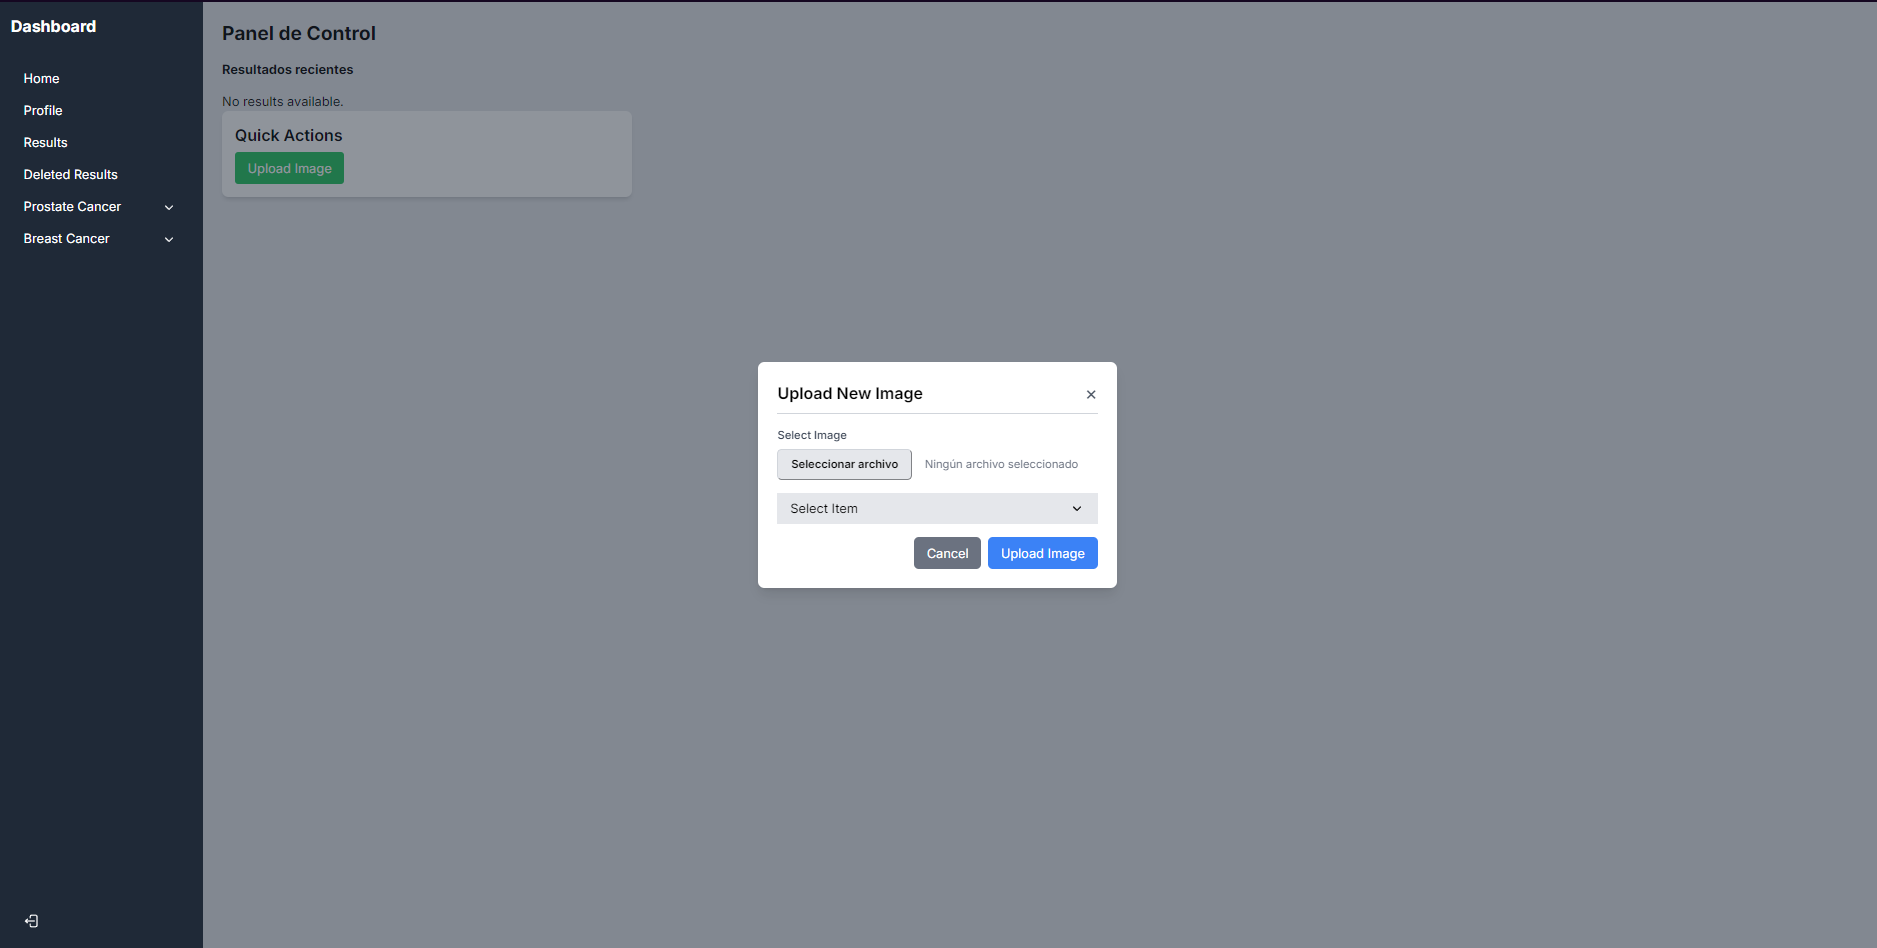 Dashboard
Home
Profile
Results
Deleted Results
Prostate Cancer
Breast Cancer
Panel de Control
Resultados recientes
No results available.
Quick Actions
Upload Image
Upload New Image
Select Image
Seleccionar archivo Ningún archivo seleccionado
Select Item
Cancel Upload Image